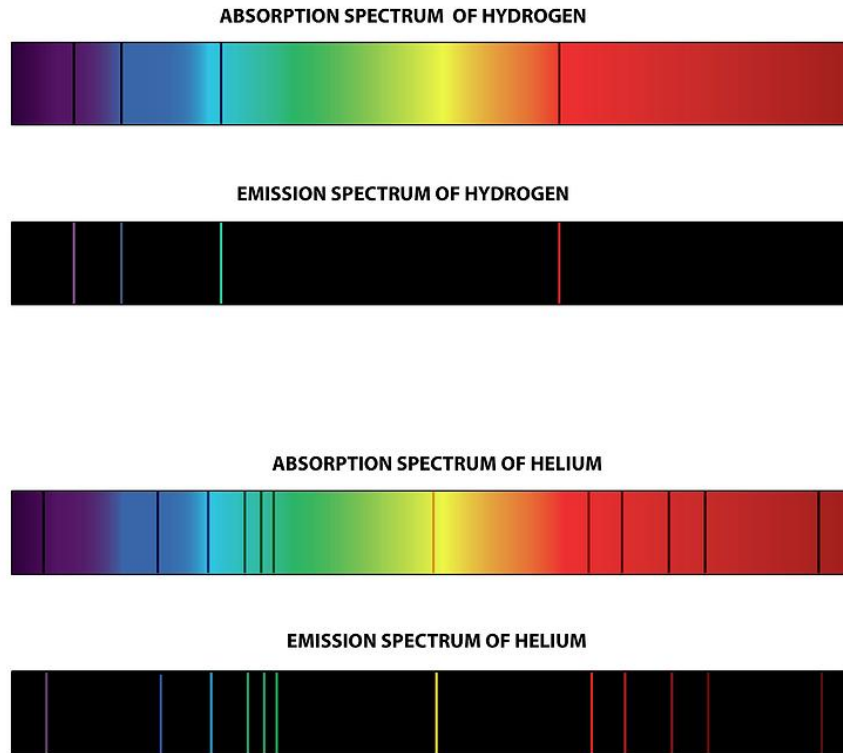 ABSORPTION SPECTRUM OF HYDROGEN
EMISSION SPECTRUM OF HYDROGEN
ABSORPTION SPECTRUM OF HELIUM
EMISSION SPECTRUM OF HELIUM